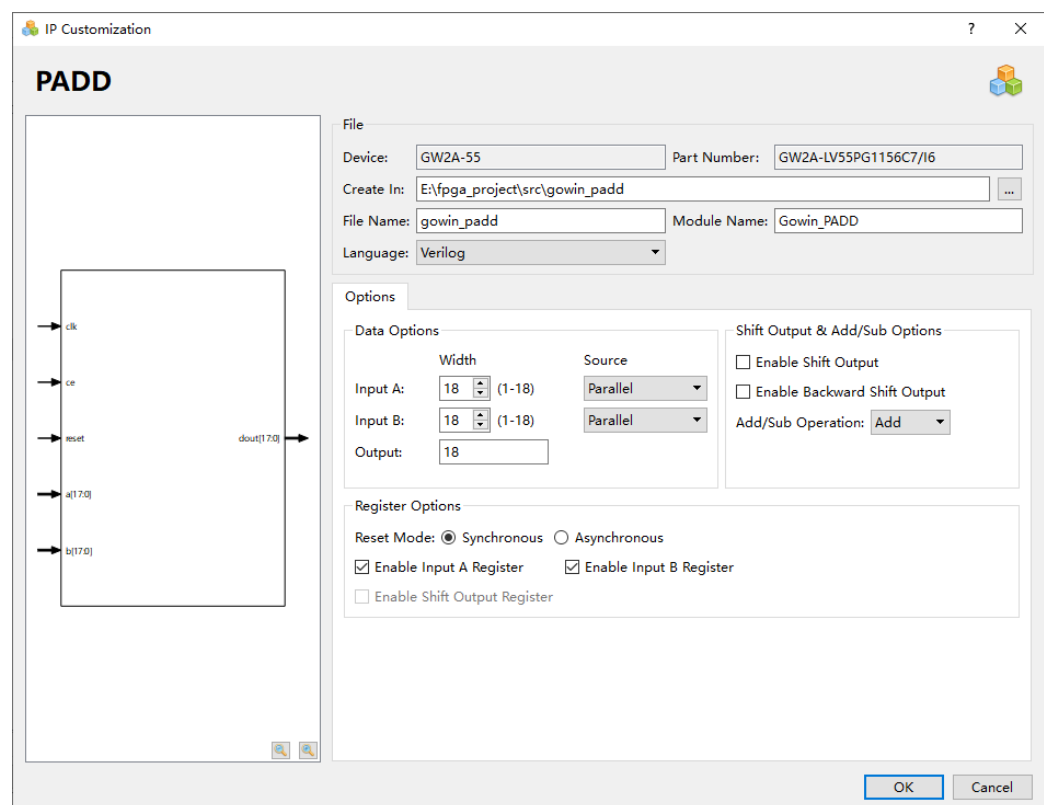 IP Customization ?
PADD
clk
ce
reset
dout[17:0]
a[17:0]
b[17:0]
File
Device: GW2A-55 Part Number: GW2A-LV55PG1156C7/I6
Create In: E:\fpga_project\src\gowin_padd ...
File Name: gowin_padd Module Name: Gowin_PADD
Language: Verilog
Options
Data Options
Width Source
Input A: 18 (1-18) Parallel
Input B: 18 (1-18) Parallel
Output: 18
Shift Output & Add/Sub Options
Enable Shift Output
Enable Backward Shift Output
Add/Sub Operation: Add
Register Options
Reset Mode: Synchronous Asynchronous
Enable Input A Register Enable Input B Register
Enable Shift Output Register
OK Cancel